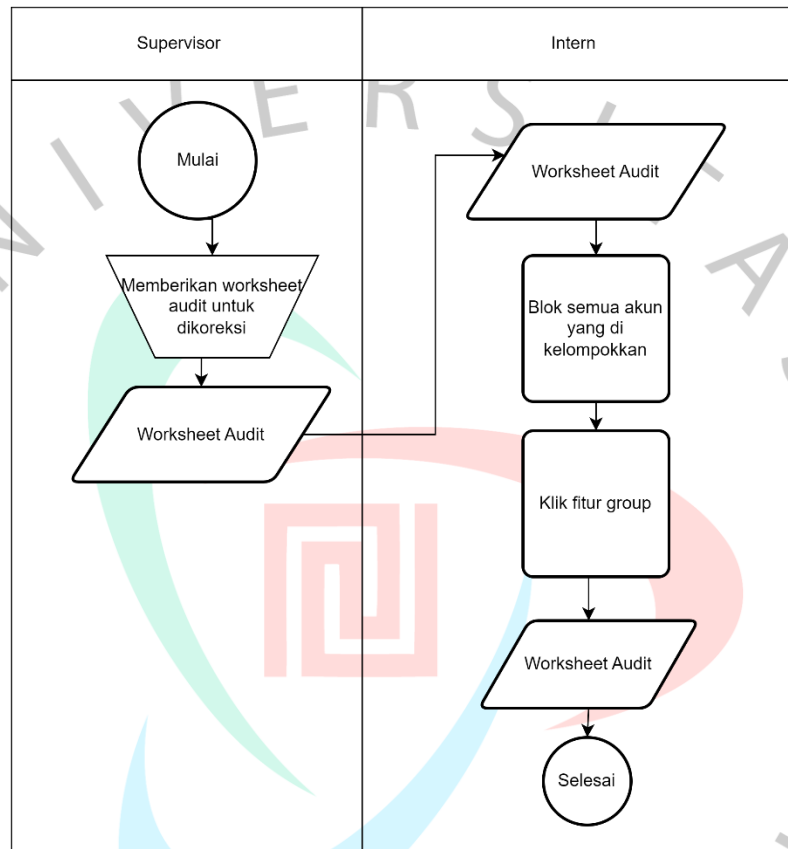 Supervisor
Intern
Mulai
Memberikan worksheet
audit untuk
dikoreksi
Worksheet Audit
Worksheet Audit
Blok semua akun
yang di
kelompokkan
Klik fitur group
Worksheet Audit
Selesai